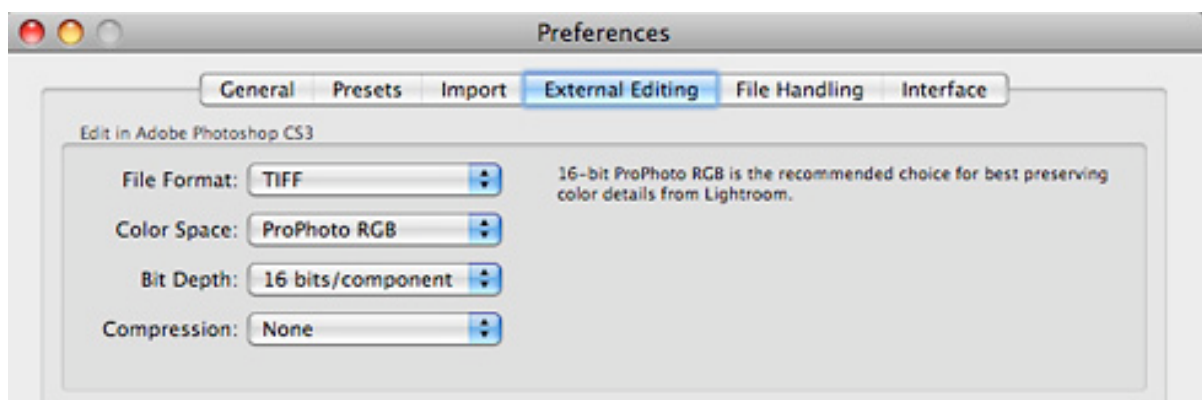 Preferences
General Presets Import External Editing File Handling Interface
Edit in Adobe Photoshop CS3
File Format: TIFF
16-bit ProPhoto RGB is the recommended choice for best preserving
color details from Lightroom.
Color Space: ProPhoto RGB
Bit Depth: 16 bits/component
Compression: None